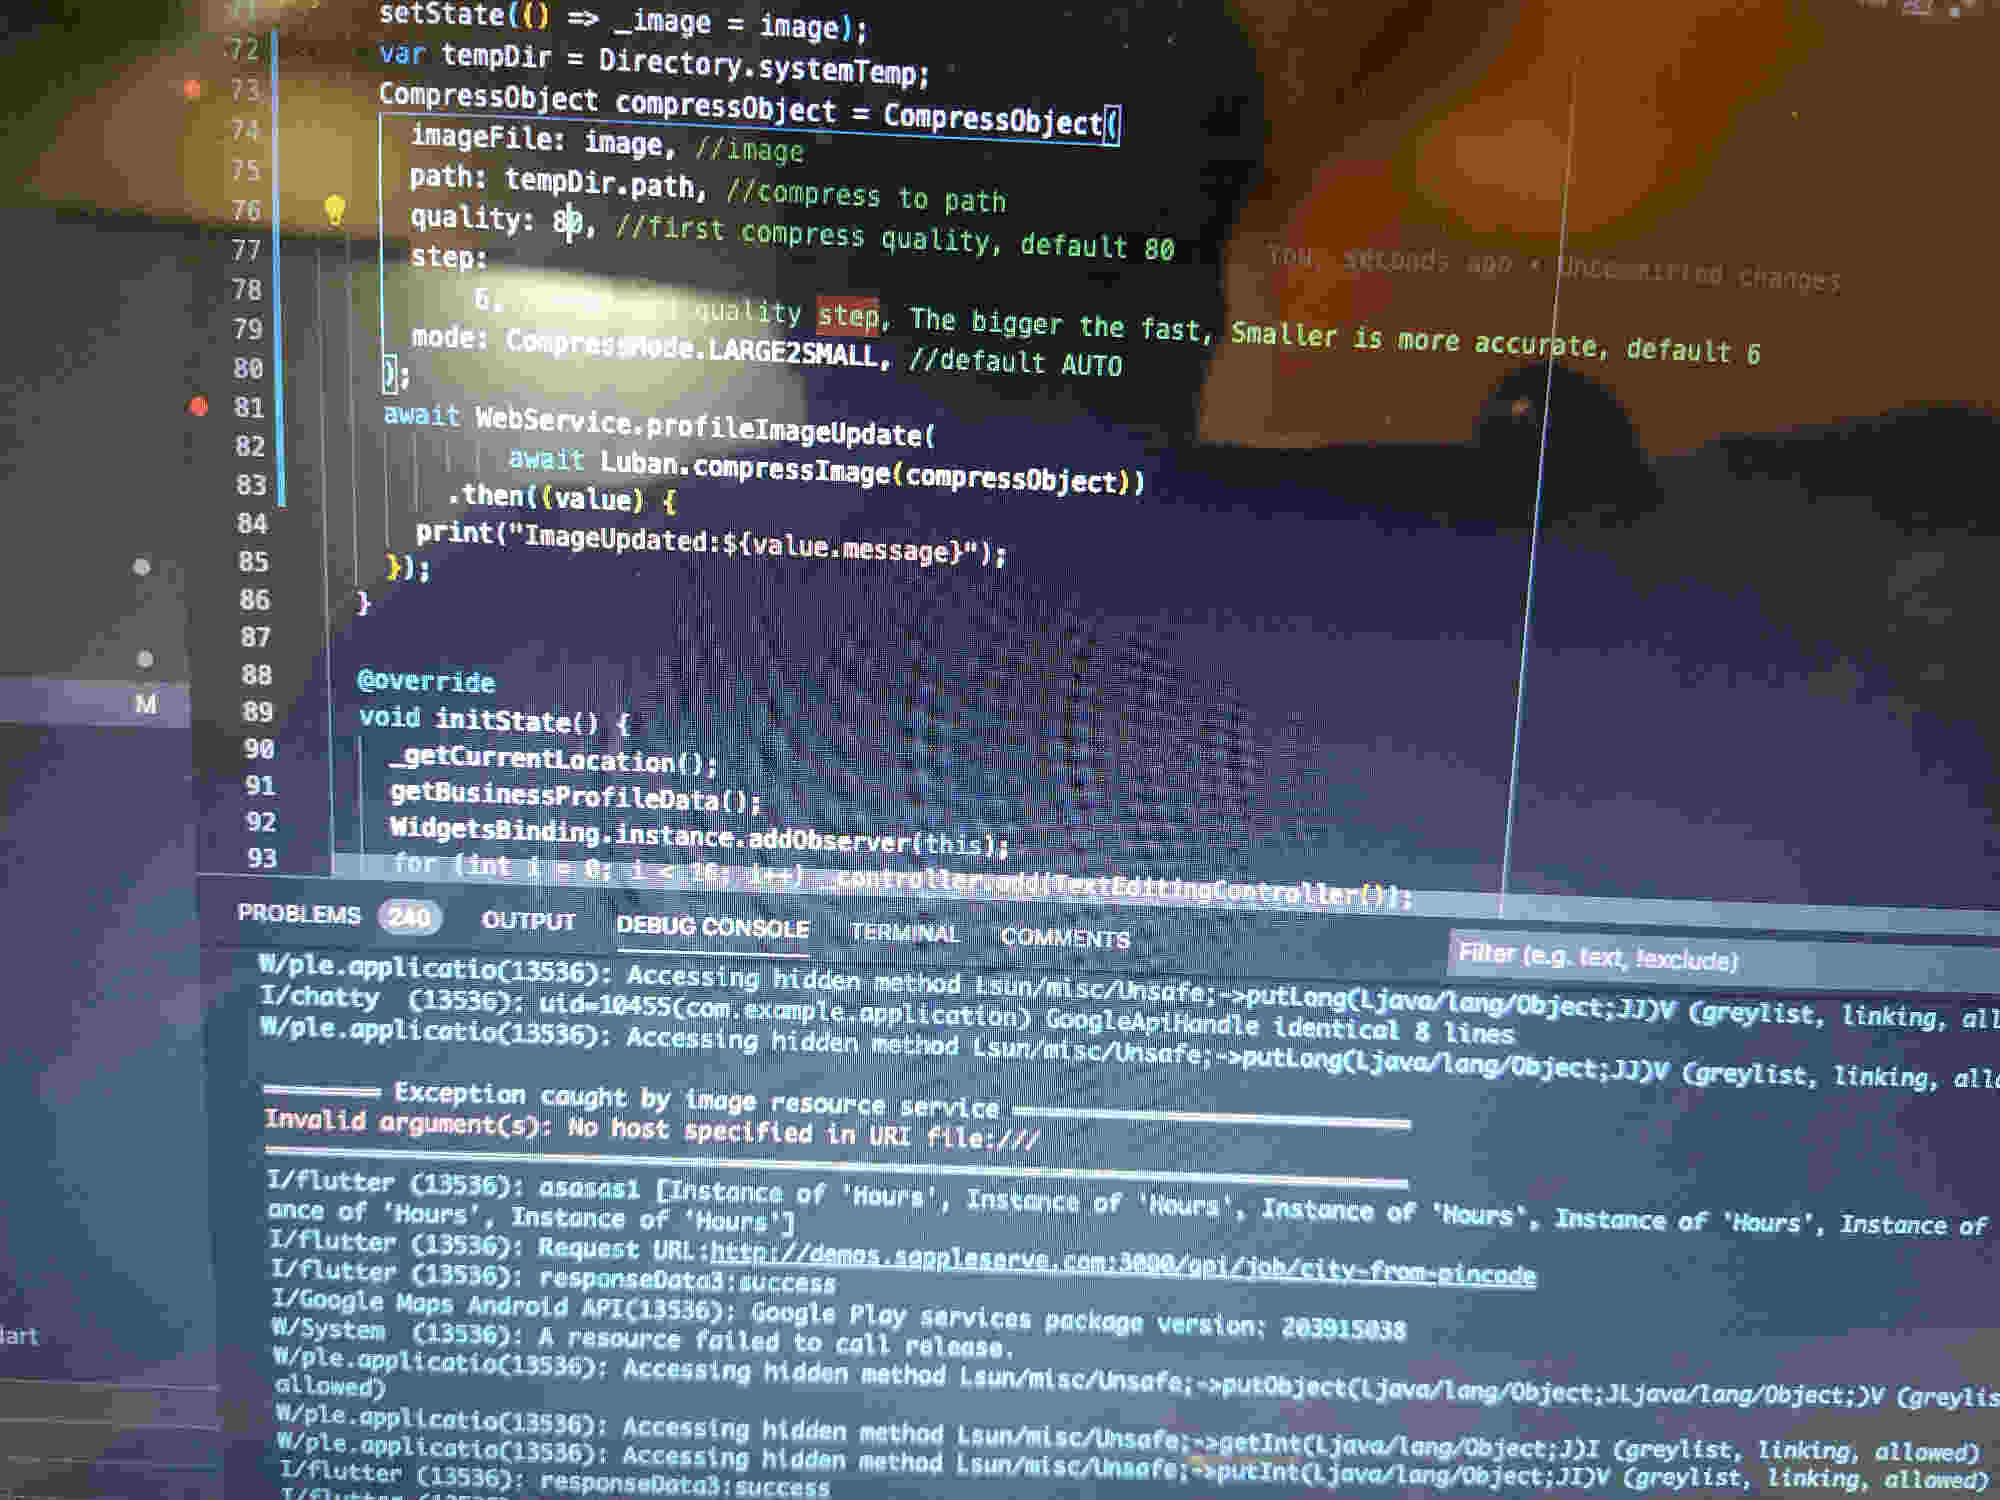 71 setState(() => _image = image);
72 var tempDir = Directory.systemTemp;
73 CompressObject compressObject = CompressObject(
74 imageFile: image, //image
75 path: tempDir.path, //compress to path
76 quality: 80, //first compress quality, default 80
You, seconds ago • Uncommitted changes
77 step:
78 6, quality step, The bigger the fast, Smaller is more accurate, default 6
79 mode: CompressMode.LARGE2SMALL, //default AUTO
80 );
81 await WebService.profileImageUpdate(
82 await Luban.compressImage(compressObject))
83 .then((value) {
84 print("ImageUpdated:${value.message}");
85 });
86 }
87
88 @override
89 void initState() {
90 _getCurrentLocation();
91 getBusinessProfileData();
92 WidgetsBinding.instance.addObserver(this);
93 for (int i = 0; i < 16; i++) _controller.add(TextEditingController());
M
PROBLEMS 240 OUTPUT DEBUG CONSOLE TERMINAL COMMENTS Filter (e.g. text, !exclude)
W/ple.applicatio(13536): Accessing hidden method Lsun/misc/Unsafe;->putLong(Ljava/lang/Object;JJ)V (greylist, linking, all
I/chatty (13536): uid=10455(com.example.application) GoogleApiHandle identical 8 lines
W/ple.applicatio(13536): Accessing hidden method Lsun/misc/Unsafe;->putLong(Ljava/lang/Object;JJ)V (greylist, linking, allo
Exception caught by image resource service
Invalid argument(s): No host specified in URI file:///
I/flutter (13536): asasas1 [Instance of 'Hours', Instance of 'Hours', Instance of 'Hours', Instance of 'Hours', Instance of
ance of 'Hours', Instance of 'Hours']
I/flutter (13536): Request URL:http://demos.sappleserve.com:3000/api/job/city-from-pincode
I/flutter (13536): responseData3:success
I/Google Maps Android API(13536): Google Play services package version: 203915038
W/System (13536): A resource failed to call release.
W/ple.applicatio(13536): Accessing hidden method Lsun/misc/Unsafe;->putObject(Ljava/lang/Object;JLjava/lang/Object;)V (greylis
allowed)
W/ple.applicatio(13536): Accessing hidden method Lsun/misc/Unsafe;->getInt(Ljava/lang/Object;J)I (greylist, linking, allowed)
W/ple.applicatio(13536): Accessing hidden method Lsun/misc/Unsafe;->putInt(Ljava/lang/Object;JI)V (greylist, linking, allowed)
I/flutter (13536): responseData3:success
lart